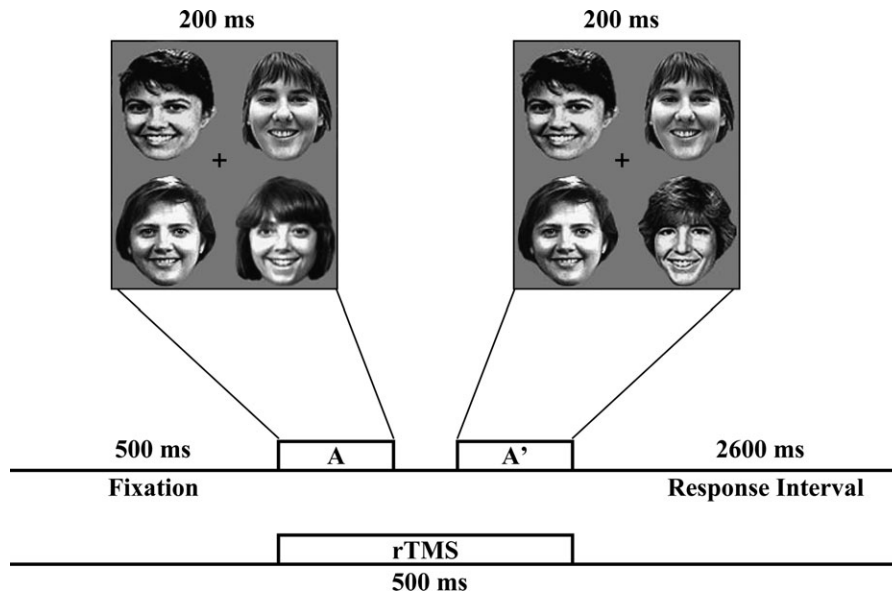 200 ms
200 ms
+
+
500 ms
A
A’
2600 ms
Fixation
Response Interval
rTMS
500 ms